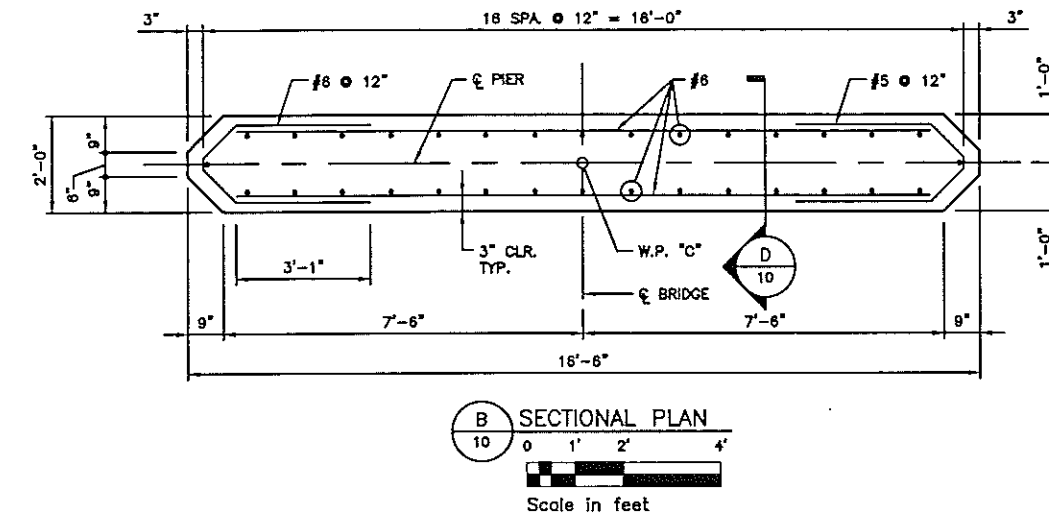 3" 16 SPA. @ 12" = 16'-0" 3"
#6 @ 12" ℄ PIER #6 #5 @ 12"
1'-0"
2'-0"
9"
6"
9"
3" CLR.
TYP.
W.P. "C"
D
10
1'-0"
3'-1"
℄ BRIDGE
9" 7'-6" 7'-6" 9"
16'-6"
B
10
SECTIONAL PLAN
0 1' 2' 4'
Scale in feet